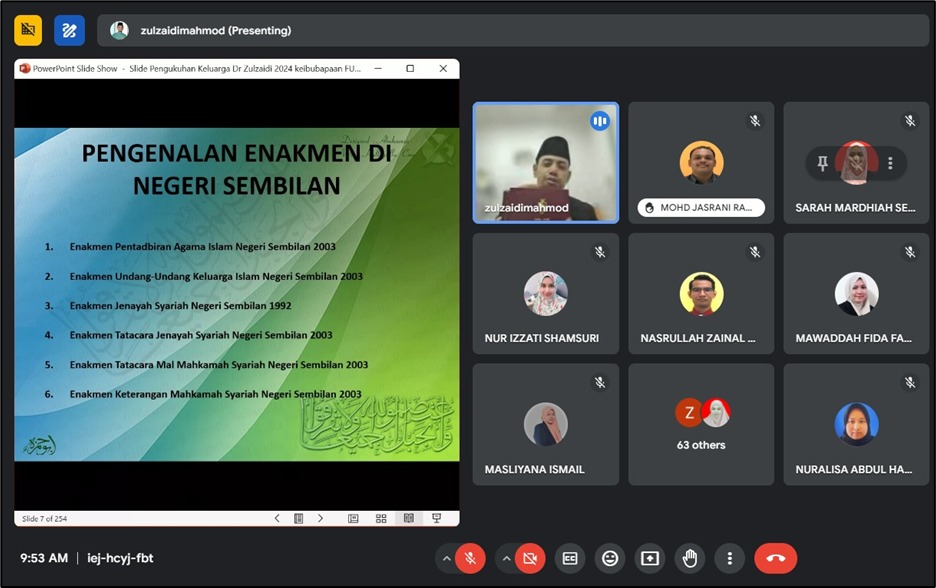 zulzaidimahmod (Presenting)
PowerPoint Slide Show - Slide Pengukuhan Keluarga Dr Zulzaidi 2024 keibubapaan FU...
PENGENALAN ENAKMEN DI
NEGERI SEMBILAN
1. Enakmen Pentadbiran Agama Islam Negeri Sembilan 2003
2. Enakmen Undang-Undang Keluarga Islam Negeri Sembilan 2003
3. Enakmen Jenayah Syariah Negeri Sembilan 1992
4. Enakmen Tatacara Jenayah Syariah Negeri Sembilan 2003
5. Enakmen Tatacara Mal Mahkamah Syariah Negeri Sembilan 2003
6. Enakmen Keterangan Mahkamah Syariah Negeri Sembilan 2003
Slide 7 of 254
zulzaidimahmod
MOHD JASRANI RA...
SARAH MARDHIAH SE...
NUR IZZATI SHAMSURI
NASRULLAH ZAINAL ...
MAWADDAH FIDA FA...
MASLIYANA ISMAIL
Z
63 others
NURALISA ABDUL HA...
9:53 AM | iej-hcyj-fbt